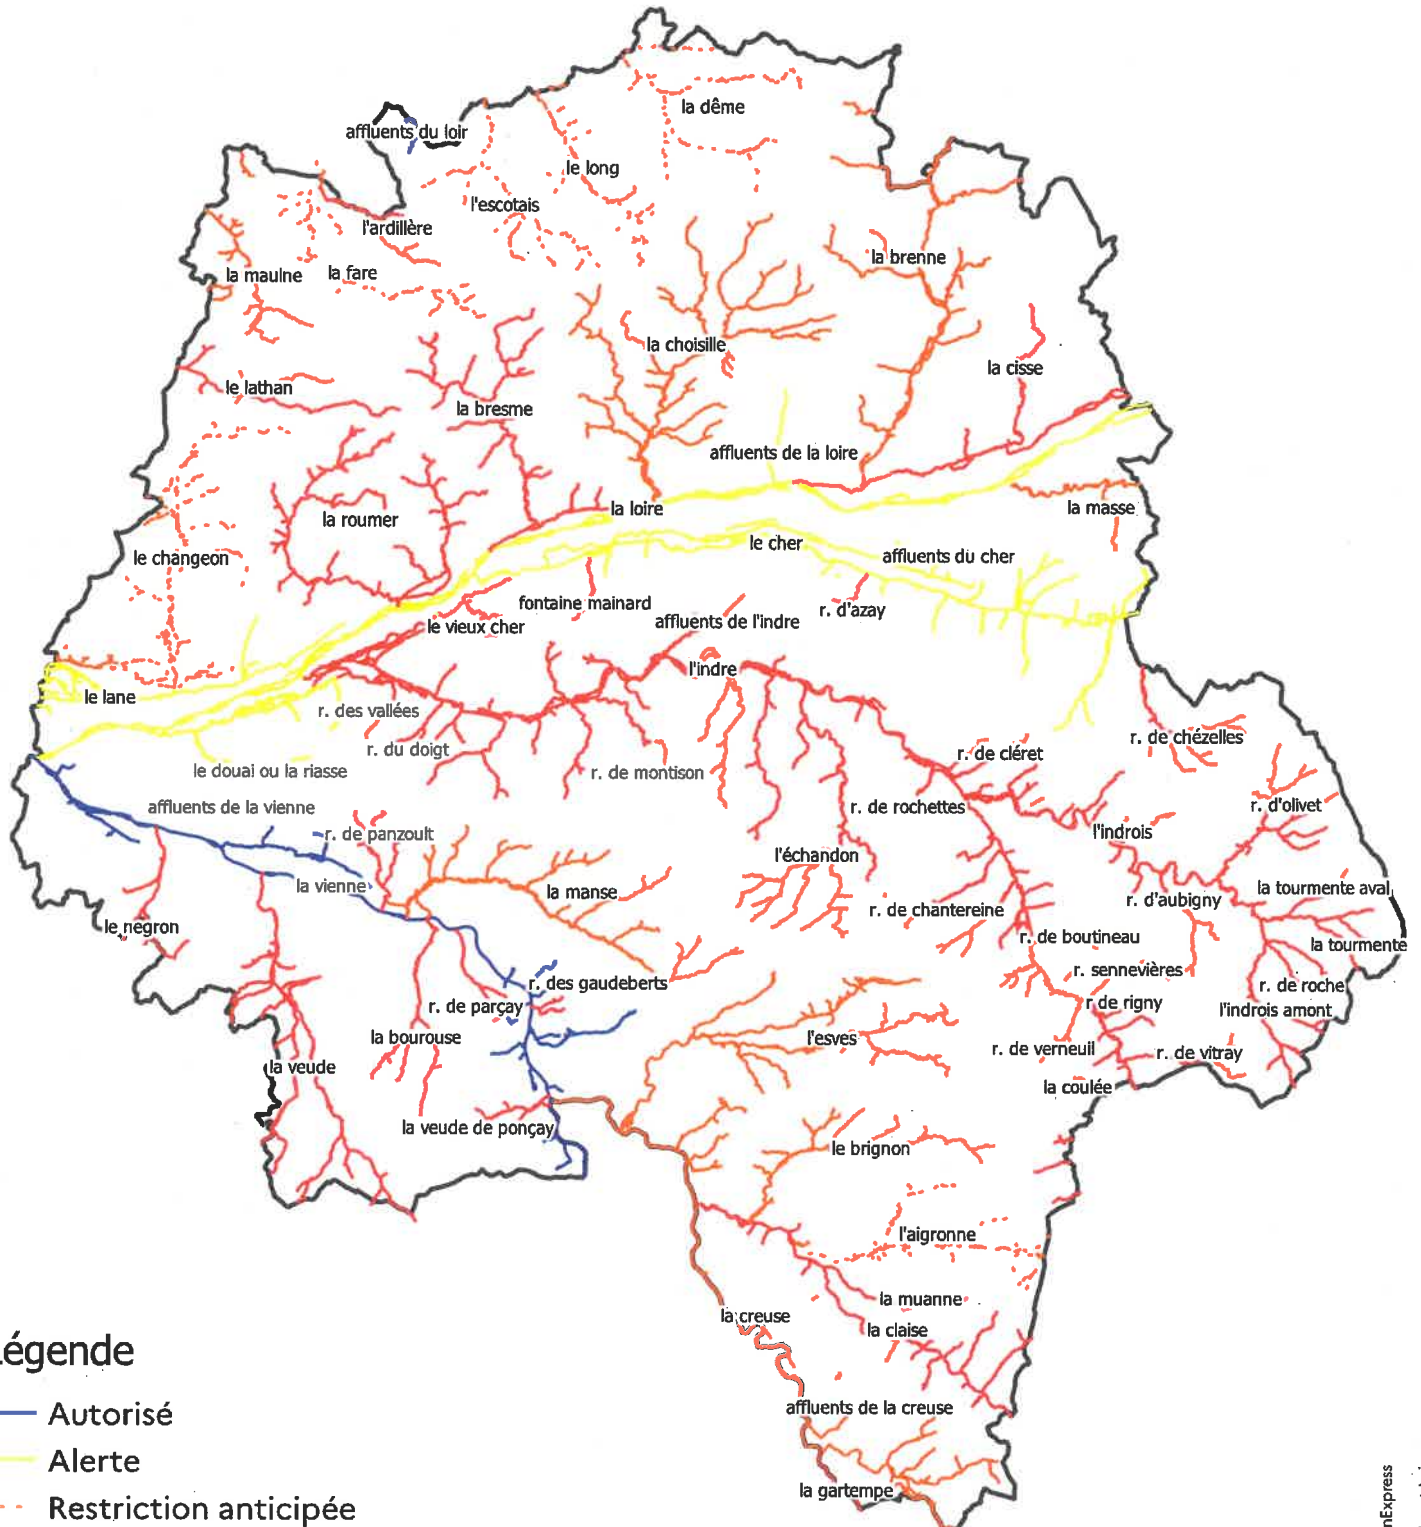 la dême
affluents du loir
le long
l'escotais
l'ardillère
la brenne
la maulne
la fare
la choisille
la cisse
le lathan
la bresme
affluents de la loire
la loire
la masse
la roumer
le cher
affluents du cher
le changeon
fontaine mainard
r. d'azay
affluents de l'indre
le vieux cher
l'indre
le lane
r. des vallées
r. de chézelles
r. du doigt
r. de cléret
le douai ou la riasse
r. de montison
affluents de la vienne
r. de rochettes
r. d'olivet
r. de panzoult
l'indrois
l'échandon
la vienne
la manse
la tourmente aval
r. d'aubigny
r. de chantereine
le négron
r. de boutineau
la tourmente
r. sennevières
r. des gaudeberts
r. de roche
r. de parçay
r de rigny
l'indrois amont
la bourouse
l'esves
r. de verneuil
r. de vitray
la veude
la coulée
la veude de ponçay
le brignon
l'aigronne
la muanne
la creuse
la claise
égende
affluents de la creuse
Autorisé
Alerte
la gartempe
Restriction anticipée
nExpress